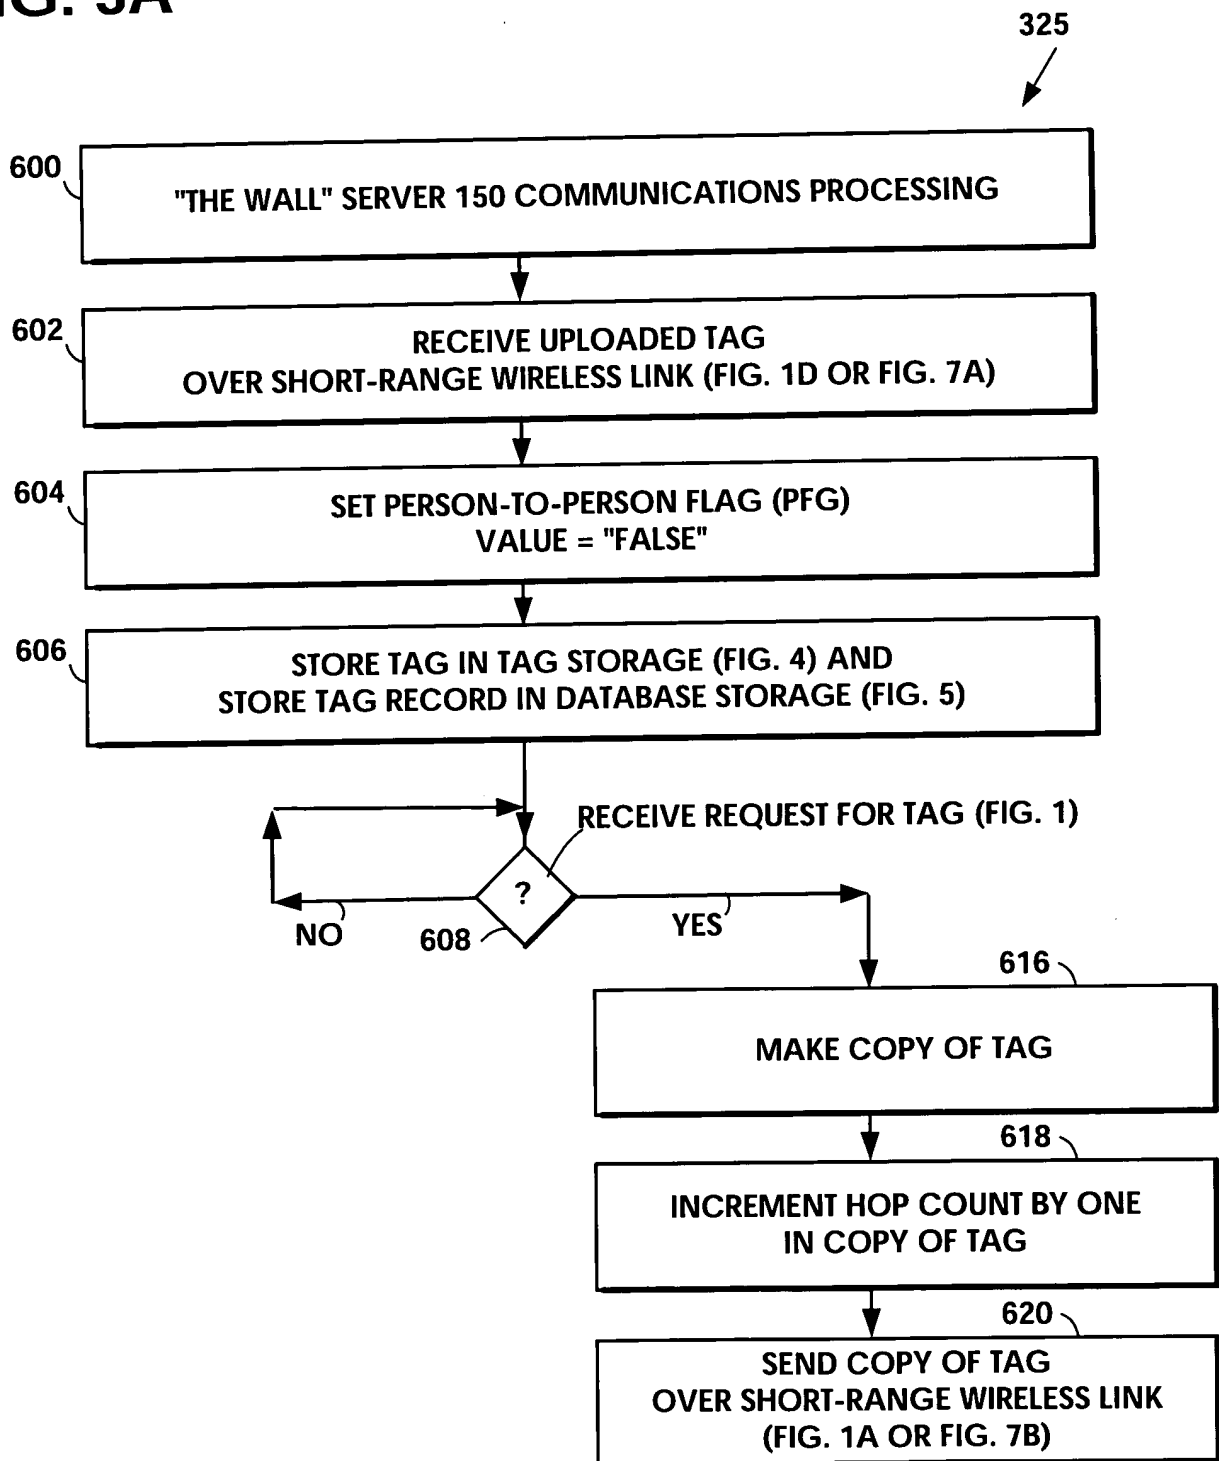 325
600
"THE WALL" SERVER 150 COMMUNICATIONS PROCESSING
602
RECEIVE UPLOADED TAG
OVER SHORT-RANGE WIRELESS LINK (FIG. 1D OR FIG. 7A)
604
SET PERSON-TO-PERSON FLAG (PFG)
VALUE = "FALSE"
606
STORE TAG IN TAG STORAGE (FIG. 4) AND
STORE TAG RECORD IN DATABASE STORAGE (FIG. 5)
RECEIVE REQUEST FOR TAG (FIG. 1)
?
NO
608
YES
616
MAKE COPY OF TAG
618
INCREMENT HOP COUNT BY ONE
IN COPY OF TAG
620
SEND COPY OF TAG
OVER SHORT-RANGE WIRELESS LINK
(FIG. 1A OR FIG. 7B)